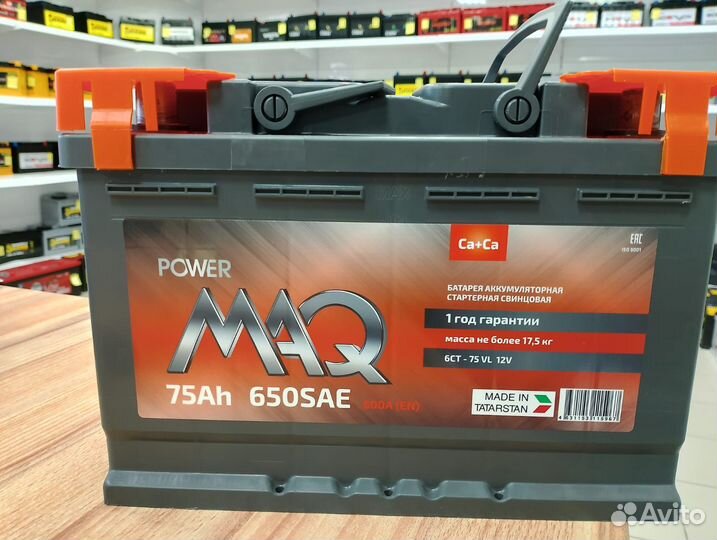 MAX
Ca+Ca
EAC
ISO 9001
POWER
MAQ
БАТАРЕЯ АККУМУЛЯТОРНАЯ
СТАРТЕРНАЯ СВИНЦОВАЯ
1 год гарантии
масса не более 17,5 кг
6СТ - 75 VL 12V
75Ah 650SAE 600A (EN)
MADE IN
TATARSTAN
Avito